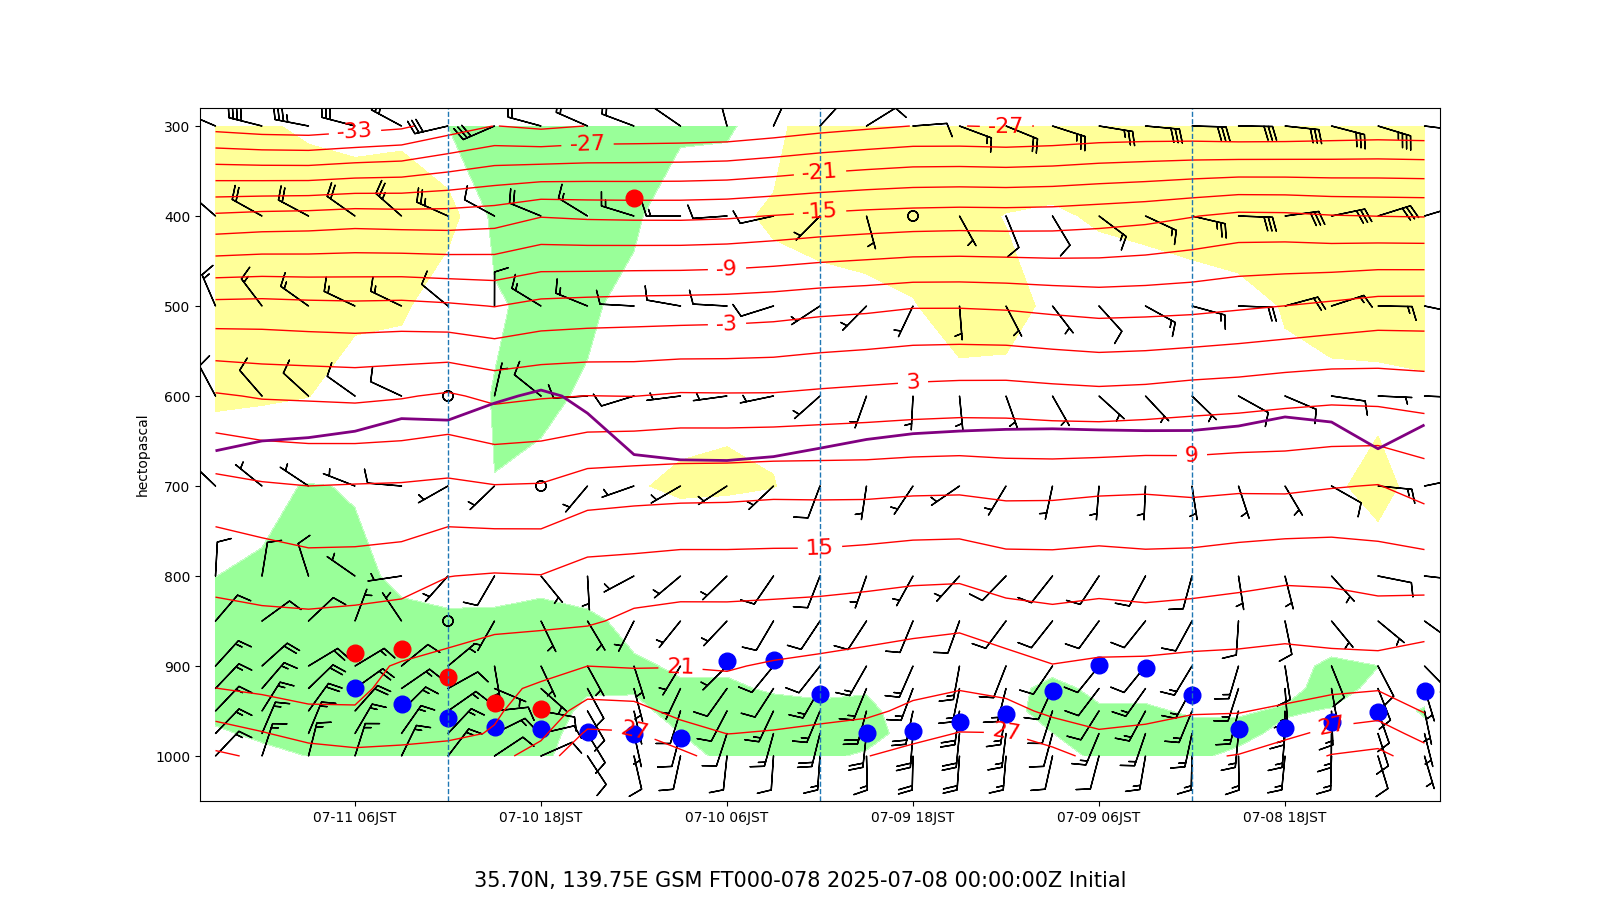 300
400
500
600
700
800
900
1000
hectopascal
-33
-27
-27
-21
-15
-9
-3
3
9
15
21
27
27
27
07-11 06JST
07-10 18JST
07-10 06JST
07-09 18JST
07-09 06JST
07-08 18JST
35.70N, 139.75E GSM FT000-078 2025-07-08 00:00:00Z Initial